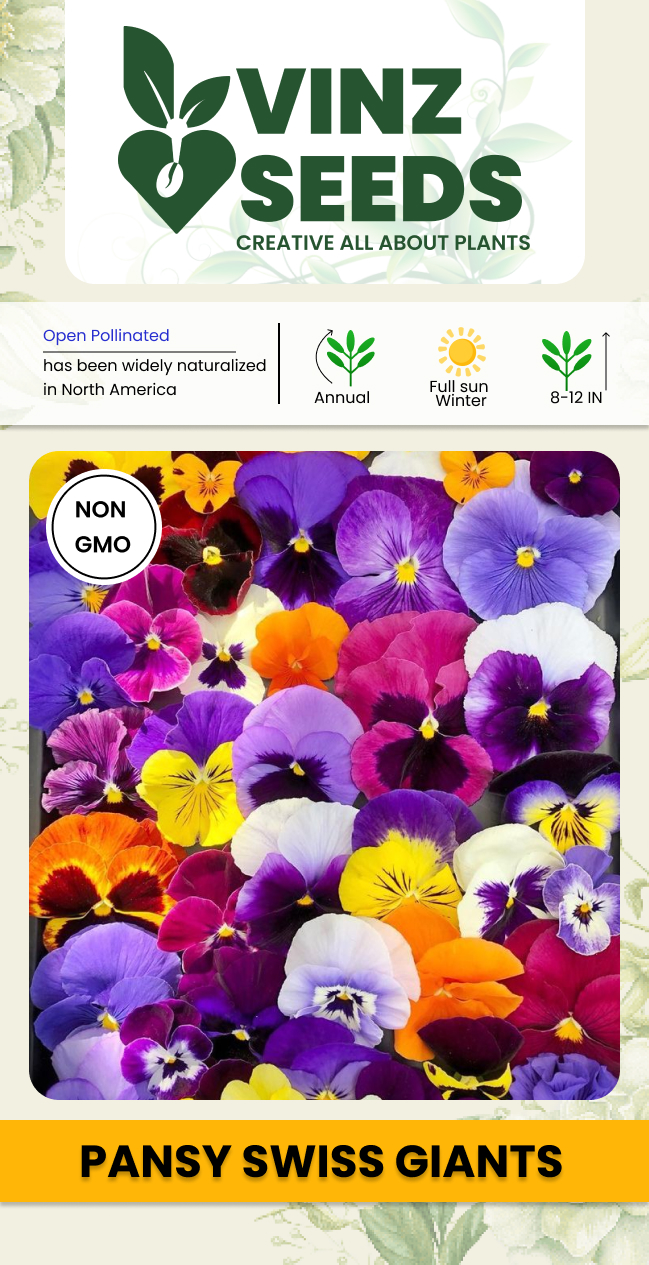 VINZ
SEEDS
CREATIVE ALL ABOUT PLANTS
Open Pollinated
has been widely naturalized
in North America
Annual
Full sun
Winter
8-12 IN
NON
GMO
PANSY SWISS GIANTS